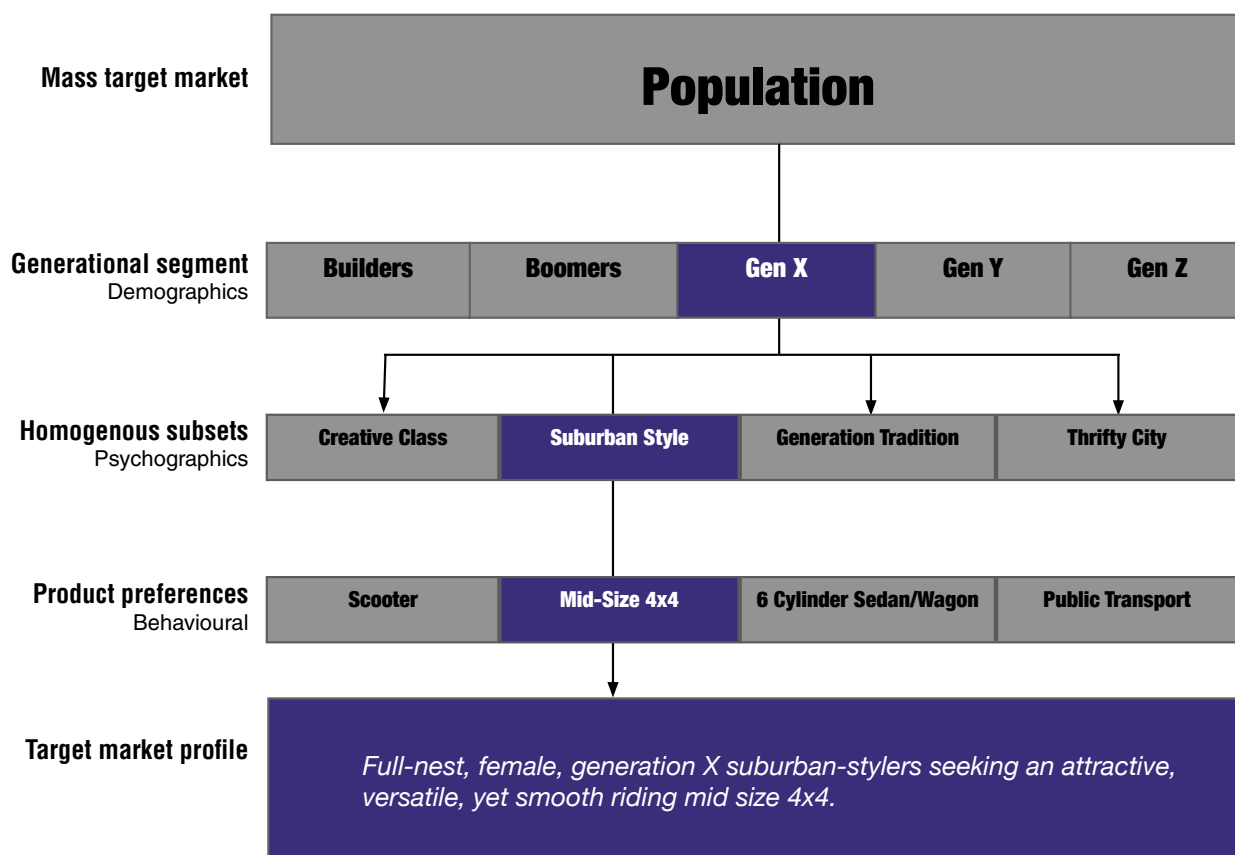 Mass target market
Population
Generational segment
Demographics
Builders
Boomers
Gen X
Gen Y
Gen Z
Homogenous subsets
Psychographics
Creative Class
Suburban Style
Generation Tradition
Thrifty City
Product preferences
Behavioural
Scooter
Mid-Size 4x4
6 Cylinder Sedan/Wagon
Public Transport
Target market profile
Full-nest, female, generation X suburban-stylers seeking an attractive,
versatile, yet smooth riding mid size 4x4.